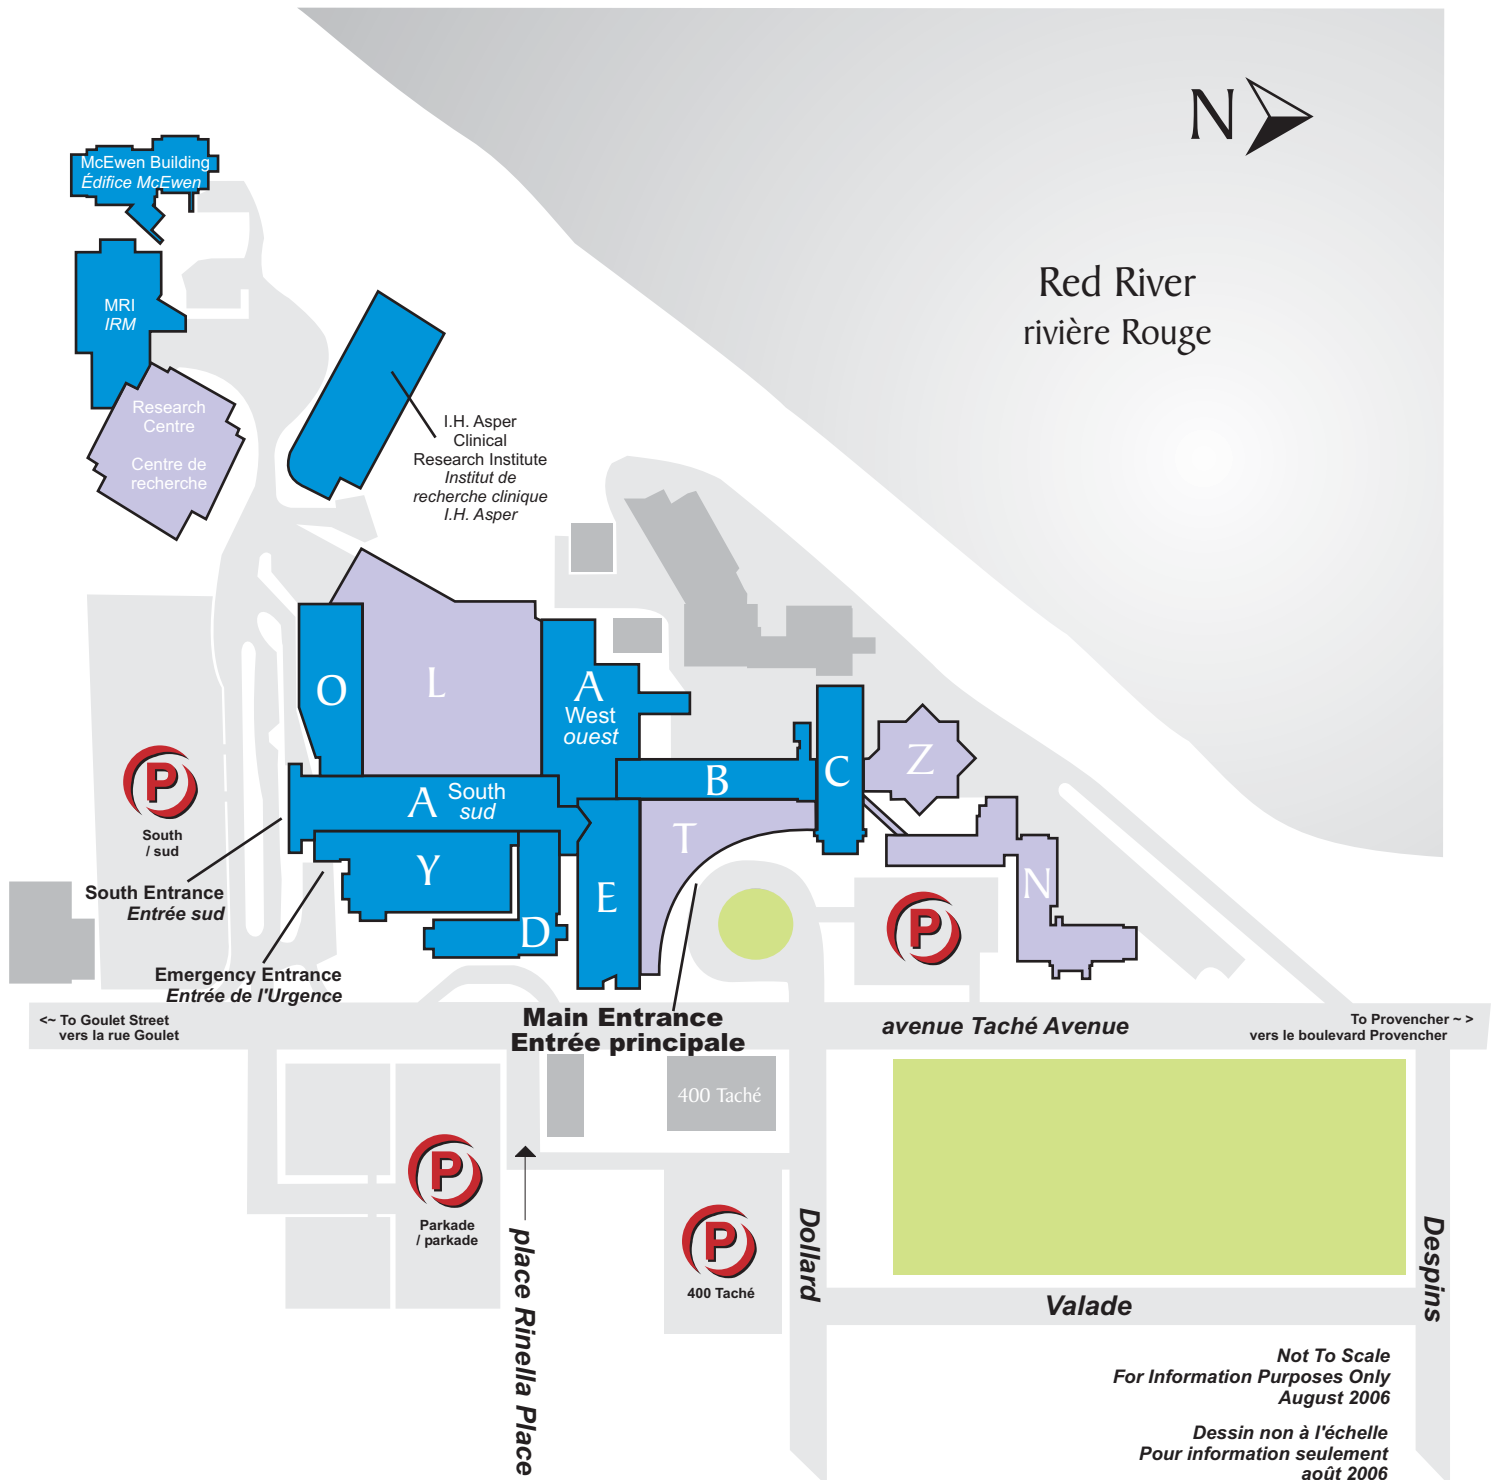 N
McEwen Building
Édifice McEwen
Red River
rivière Rouge
MRI
IRM
Research
Centre
Centre de
recherche
I.H. Asper
Clinical
Research Institute
Institut de
recherche clinique
I.H. Asper
O
L
A
West
ouest
A
South
sud
B
C
Z
T
Y
E
D
N
P
South
/ sud
South Entrance
Entrée sud
P
Emergency Entrance
Entrée de l'Urgence
<~ To Goulet Street
vers la rue Goulet
Main Entrance
Entrée principale
avenue Taché Avenue
To Provencher ~ >
vers le boulevard Provencher
400 Taché
P
Parkade
/ parkade
place Rinella Place
P
400 Taché
Dollard
Valade
Despins
Not To Scale
For Information Purposes Only
August 2006
Dessin non à l'échelle
Pour information seulement
août 2006